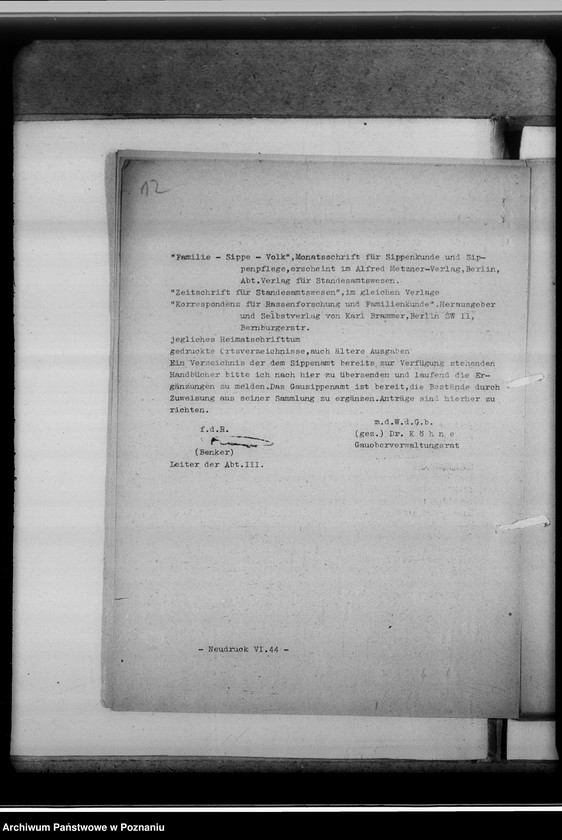 12
"Familie - Sippe - Volk",Monatsschrift für Sippenkunde und Sip-
penpflege,erscheint im Alfred Metzner-Verlag,Berlin,
Abt.Verlag für Standesamtswesen.
"Zeitschrift für Standesamtswesen",im gleichen Verlage
"Korrespondenz für Rassenforschung und Familienkunde".Herausgeber
und Selbstverlag von Karl Brammer,Berlin SW 11,
Bernburgerstr.
jegliches Heimatschrifttum
gedruckte Ortsverzeichnisse,auch ältere Ausgaben
Ein Verzeichnis der dem Sippenamt bereits zur Verfügung stehenden
Handbücher bitte ich nach hier zu übersenden und laufend die Er-
gänzungen zu melden.Das Gausippenamt ist bereit,die Bestände durch
Zuweisung aus seiner Sammlung zu ergänzen.Anträge sind hierher zu
richten.
f.d.R.
(Benker)
Leiter der Abt.III.
m.d.W.d.G.b.
(gez.) Dr. K ö h n e
Gauoberverwaltungsrat
- Neudruck VI.44 -
Archiwum Państwowe w Poznaniu